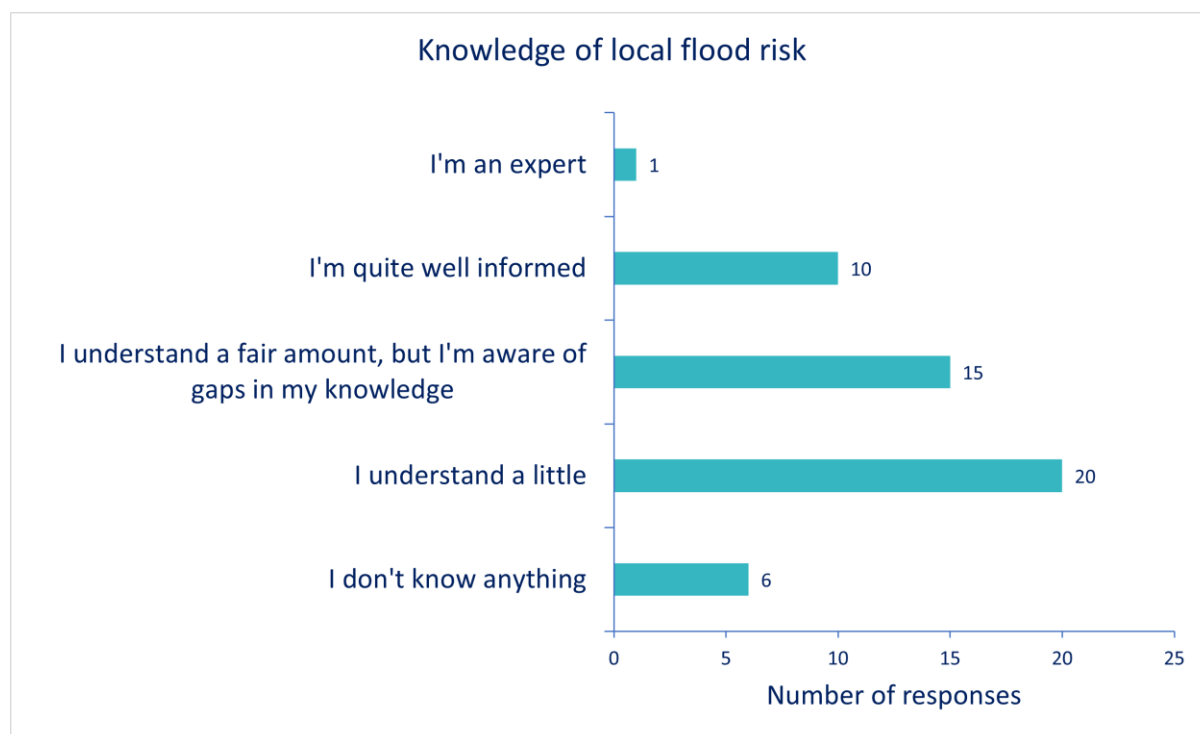 Knowledge of local flood risk
I'm an expert
1
I'm quite well informed
10
I understand a fair amount, but I'm aware of
gaps in my knowledge
15
I understand a little
20
I don't know anything
6
0 5 10 15 20 25
Number of responses